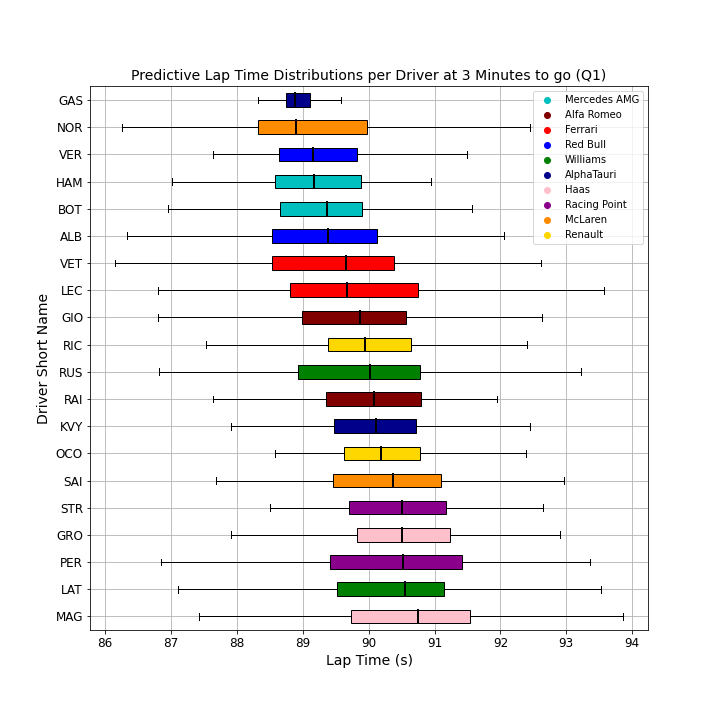 Predictive Lap Time Distributions per Driver at 3 Minutes to go (Q1)
GAS
NOR
VER
HAM
BOT
ALB
VET
LEC
GIO
RIC
RUS
RAI
KVY
OCO
SAI
STR
GRO
PER
LAT
MAG
Driver Short Name
Mercedes AMG
Alfa Romeo
Ferrari
Red Bull
Williams
AlphaTauri
Haas
Racing Point
McLaren
Renault
86 87 88 89 90 91 92 93 94
Lap Time (s)